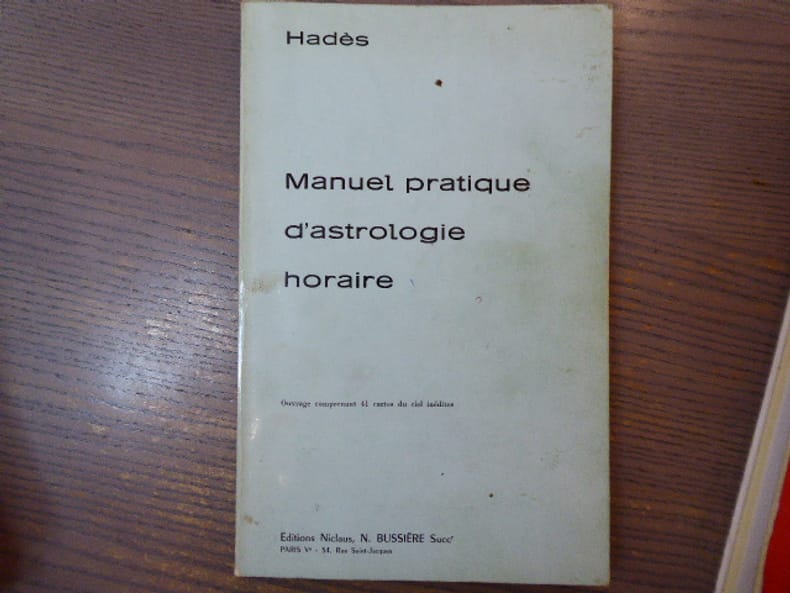 Hadès
Manuel pratique
d'astrologie
horaire
Ouvrage comprenant 41 cartes du ciel inédites
Éditions Niclaus, N. BUSSIÈRE Succʳ
PARIS Vᵉ - 34, Rue Saint-Jacques